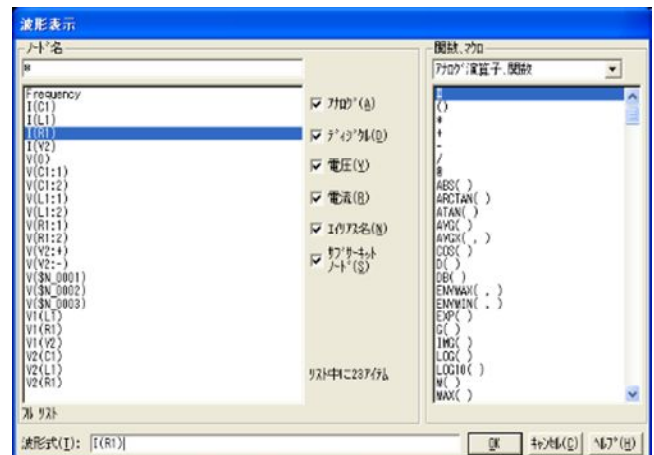 波形表示
ノード名
*
Frequency
I(C1)
I(L1)
I(R1)
I(V2)
V(0)
V(C1:1)
V(C1:2)
V(L1:1)
V(L1:2)
V(R1:1)
V(R1:2)
V(V2:+)
V(V2:-)
V($N_0001)
V($N_0002)
V($N_0003)
V1(L1)
V1(R1)
V1(V2)
V2(C1)
V2(L1)
V2(R1)
フル リスト
アナログ(A)
ディジタル(D)
電圧(V)
電流(R)
エイリアス名(N)
サブサーキット
ノード(S)
リスト中に23アイテム
関数、マクロ
アナログ演算子、関数
#
()
*
+
-
/
@
ABS( )
ARCTAN( )
ATAN( )
AVG( )
AVGX( , )
COS( )
D( )
DB( )
ENVMAX( , )
ENVMIN( , )
EXP( )
G( )
IMG( )
LOG( )
LOG10( )
M( )
MAX( )
波形式(T): I(R1)
OK キャンセル(C) ヘルプ(H)